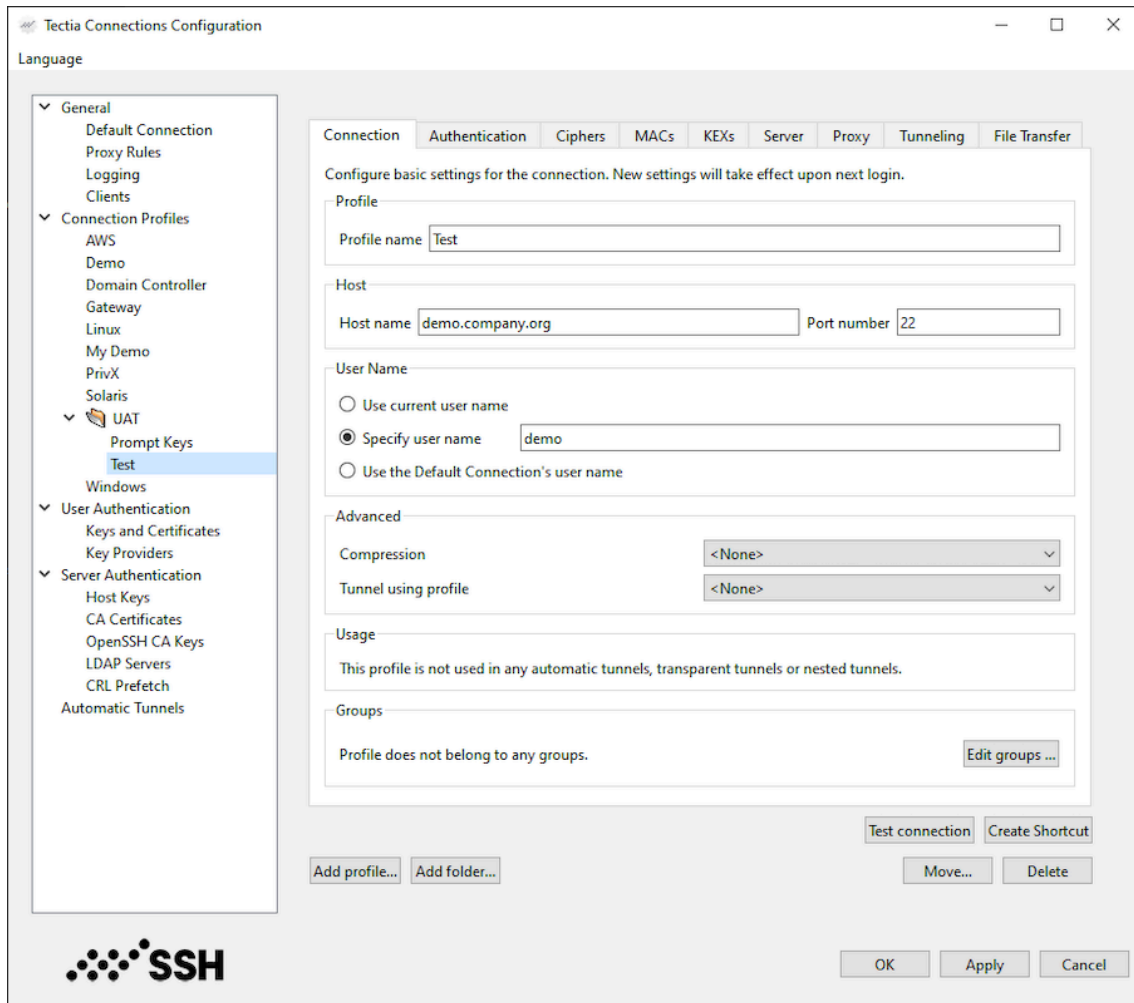 Tectia Connections Configuration
Language
General
Default Connection
Proxy Rules
Logging
Clients
Connection Profiles
AWS
Demo
Domain Controller
Gateway
Linux
My Demo
PrivX
Solaris
UAT
Prompt Keys
Test
Windows
User Authentication
Keys and Certificates
Key Providers
Server Authentication
Host Keys
CA Certificates
OpenSSH CA Keys
LDAP Servers
CRL Prefetch
Automatic Tunnels
Connection Authentication Ciphers MACs KEXs Server Proxy Tunneling File Transfer
Configure basic settings for the connection. New settings will take effect upon next login.
Profile
Profile name Test
Host
Host name demo.company.org Port number 22
User Name
Use current user name
Specify user name demo
Use the Default Connection's user name
Advanced
Compression <None>
Tunnel using profile <None>
Usage
This profile is not used in any automatic tunnels, transparent tunnels or nested tunnels.
Groups
Profile does not belong to any groups. Edit groups ...
Test connection Create Shortcut
Add profile... Add folder... Move... Delete
SSH
OK Apply Cancel